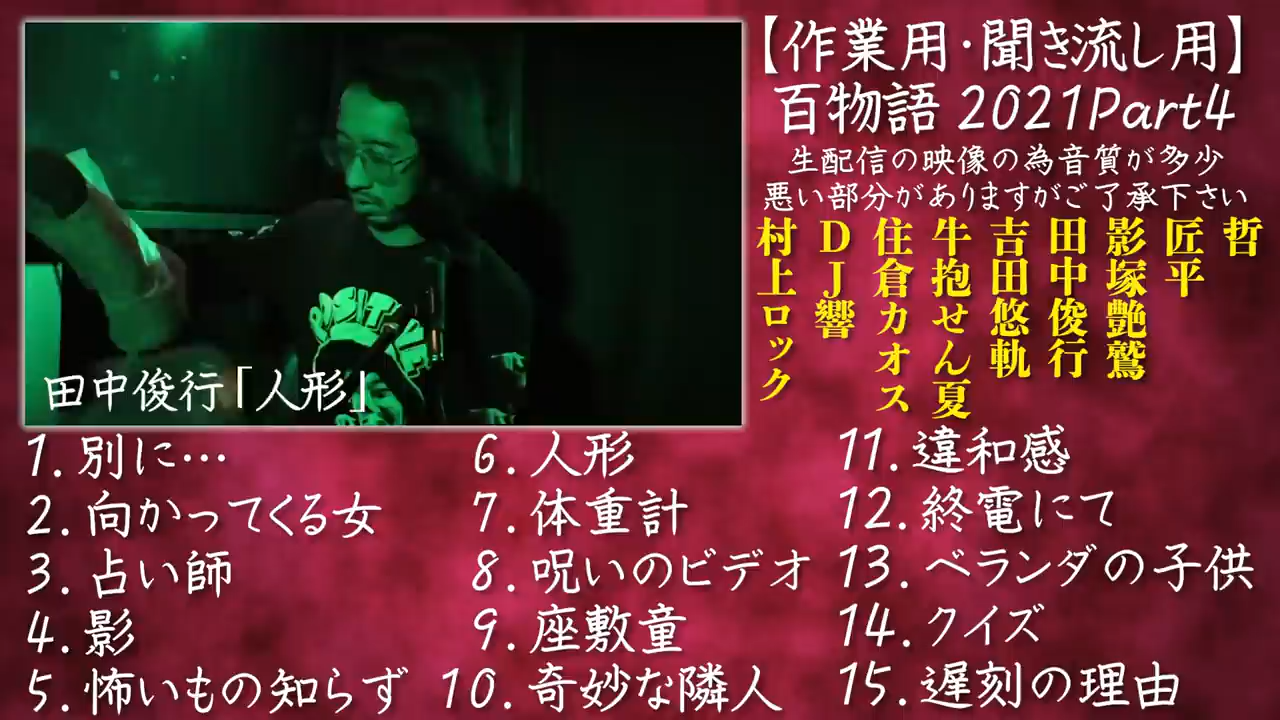 【作業用・聞き流し用】
百物語 2021Part4
生配信の映像の為音質が多少
悪い部分がありますがご了承下さい
哲
匠平
影塚艶鷲
田中俊行
吉田悠軌
牛抱せん夏
住倉カオス
DJ響
村上ロック
田中俊行「人形」
1. 別に…
2. 向かってくる女
3. 占い師
4. 影
5. 怖いもの知らず
6. 人形
7. 体重計
8. 呪いのビデオ
9. 座敷童
10. 奇妙な隣人
11. 違和感
12. 終電にて
13. ベランダの子供
14. クイズ
15. 遅刻の理由